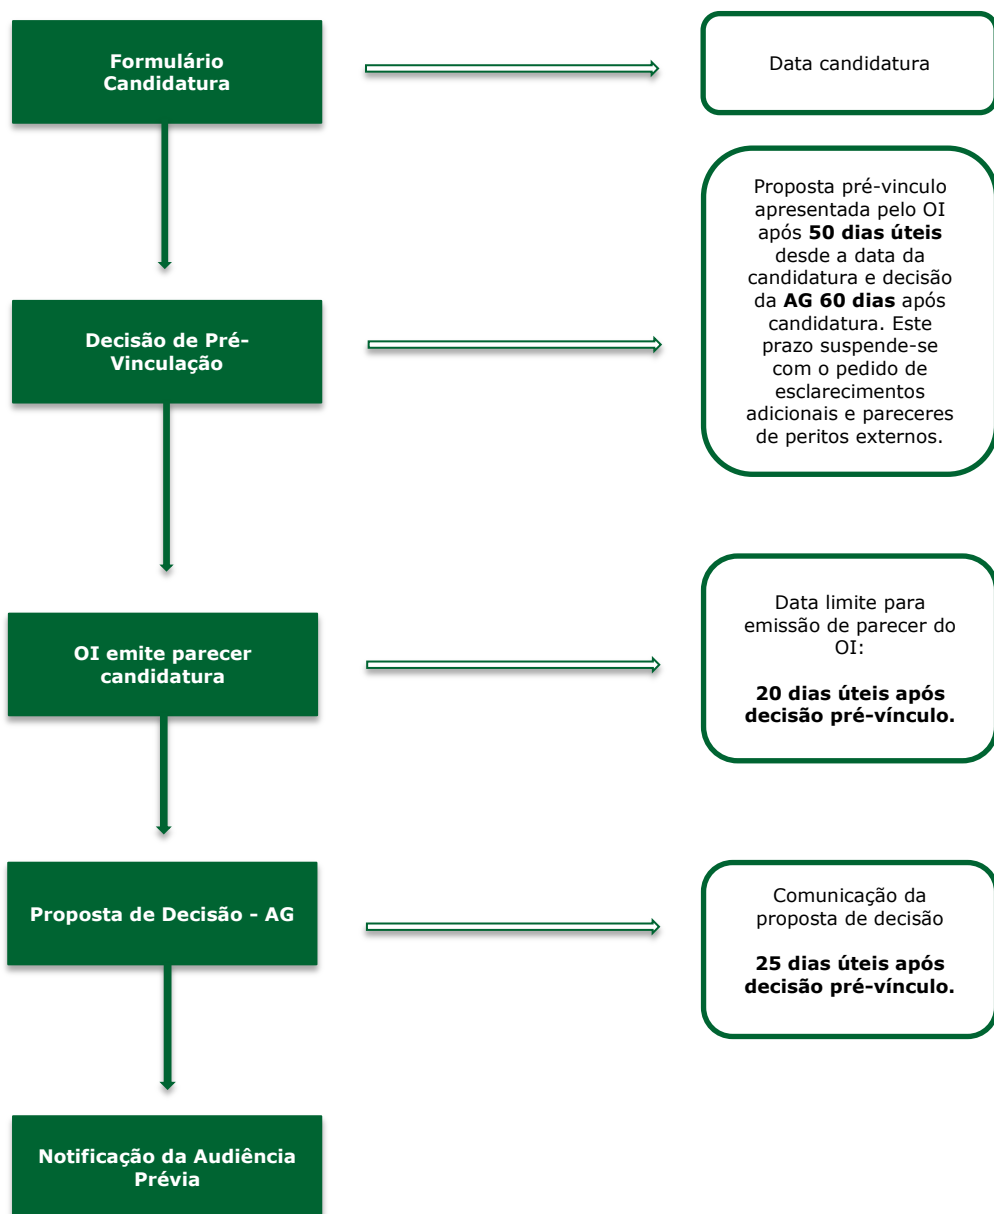 Formulário
Candidatura
Data candidatura
Proposta pré-vinculo
apresentada pelo OI
após 50 dias úteis
desde a data da
candidatura e decisão
da AG 60 dias após
candidatura. Este
prazo suspende-se
com o pedido de
esclarecimentos
adicionais e pareceres
de peritos externos.
Decisão de Pré-
Vinculação
OI emite parecer
candidatura
Data limite para
emissão de parecer do
OI:
20 dias úteis após
decisão pré-vínculo.
Proposta de Decisão - AG
Comunicação da
proposta de decisão
25 dias úteis após
decisão pré-vínculo.
Notificação da Audiência
Prévia